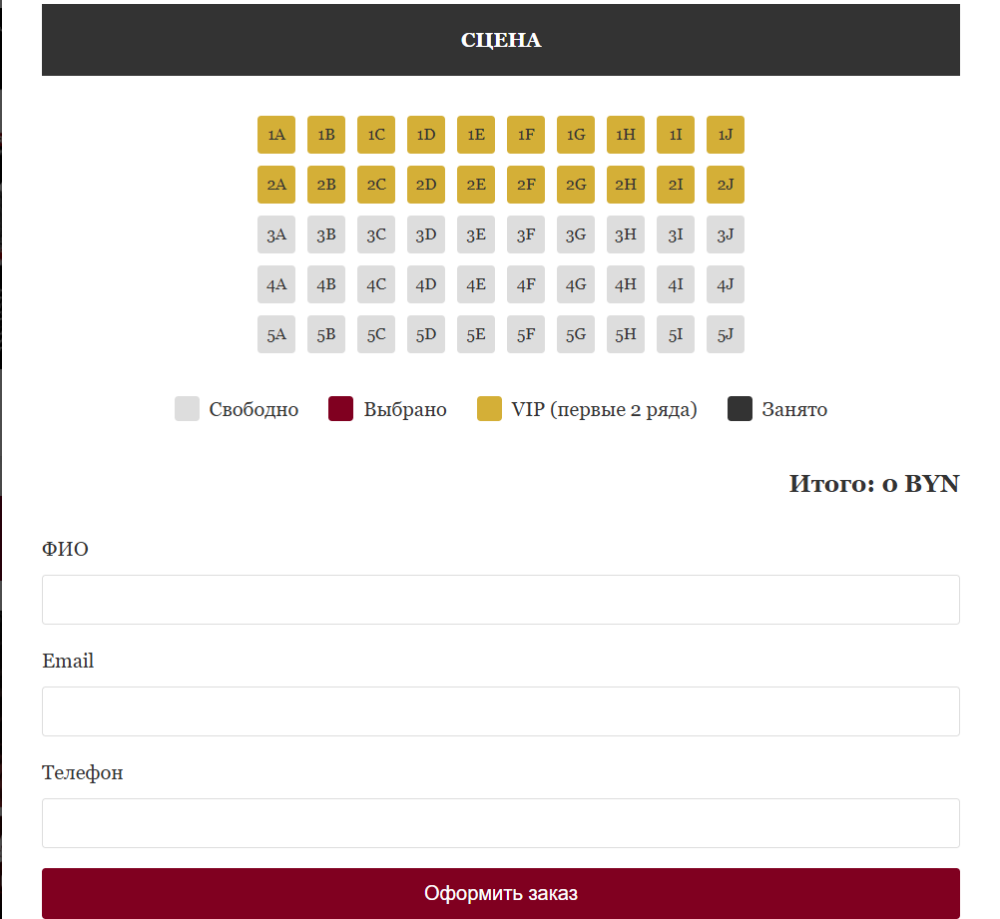 СЦЕНА
1A 1B 1C 1D 1E 1F 1G 1H 1I 1J
2A 2B 2C 2D 2E 2F 2G 2H 2I 2J
3A 3B 3C 3D 3E 3F 3G 3H 3I 3J
4A 4B 4C 4D 4E 4F 4G 4H 4I 4J
5A 5B 5C 5D 5E 5F 5G 5H 5I 5J
Свободно Выбрано VIP (первые 2 ряда) Занято
Итого: 0 BYN
ФИО
Email
Телефон
Оформить заказ